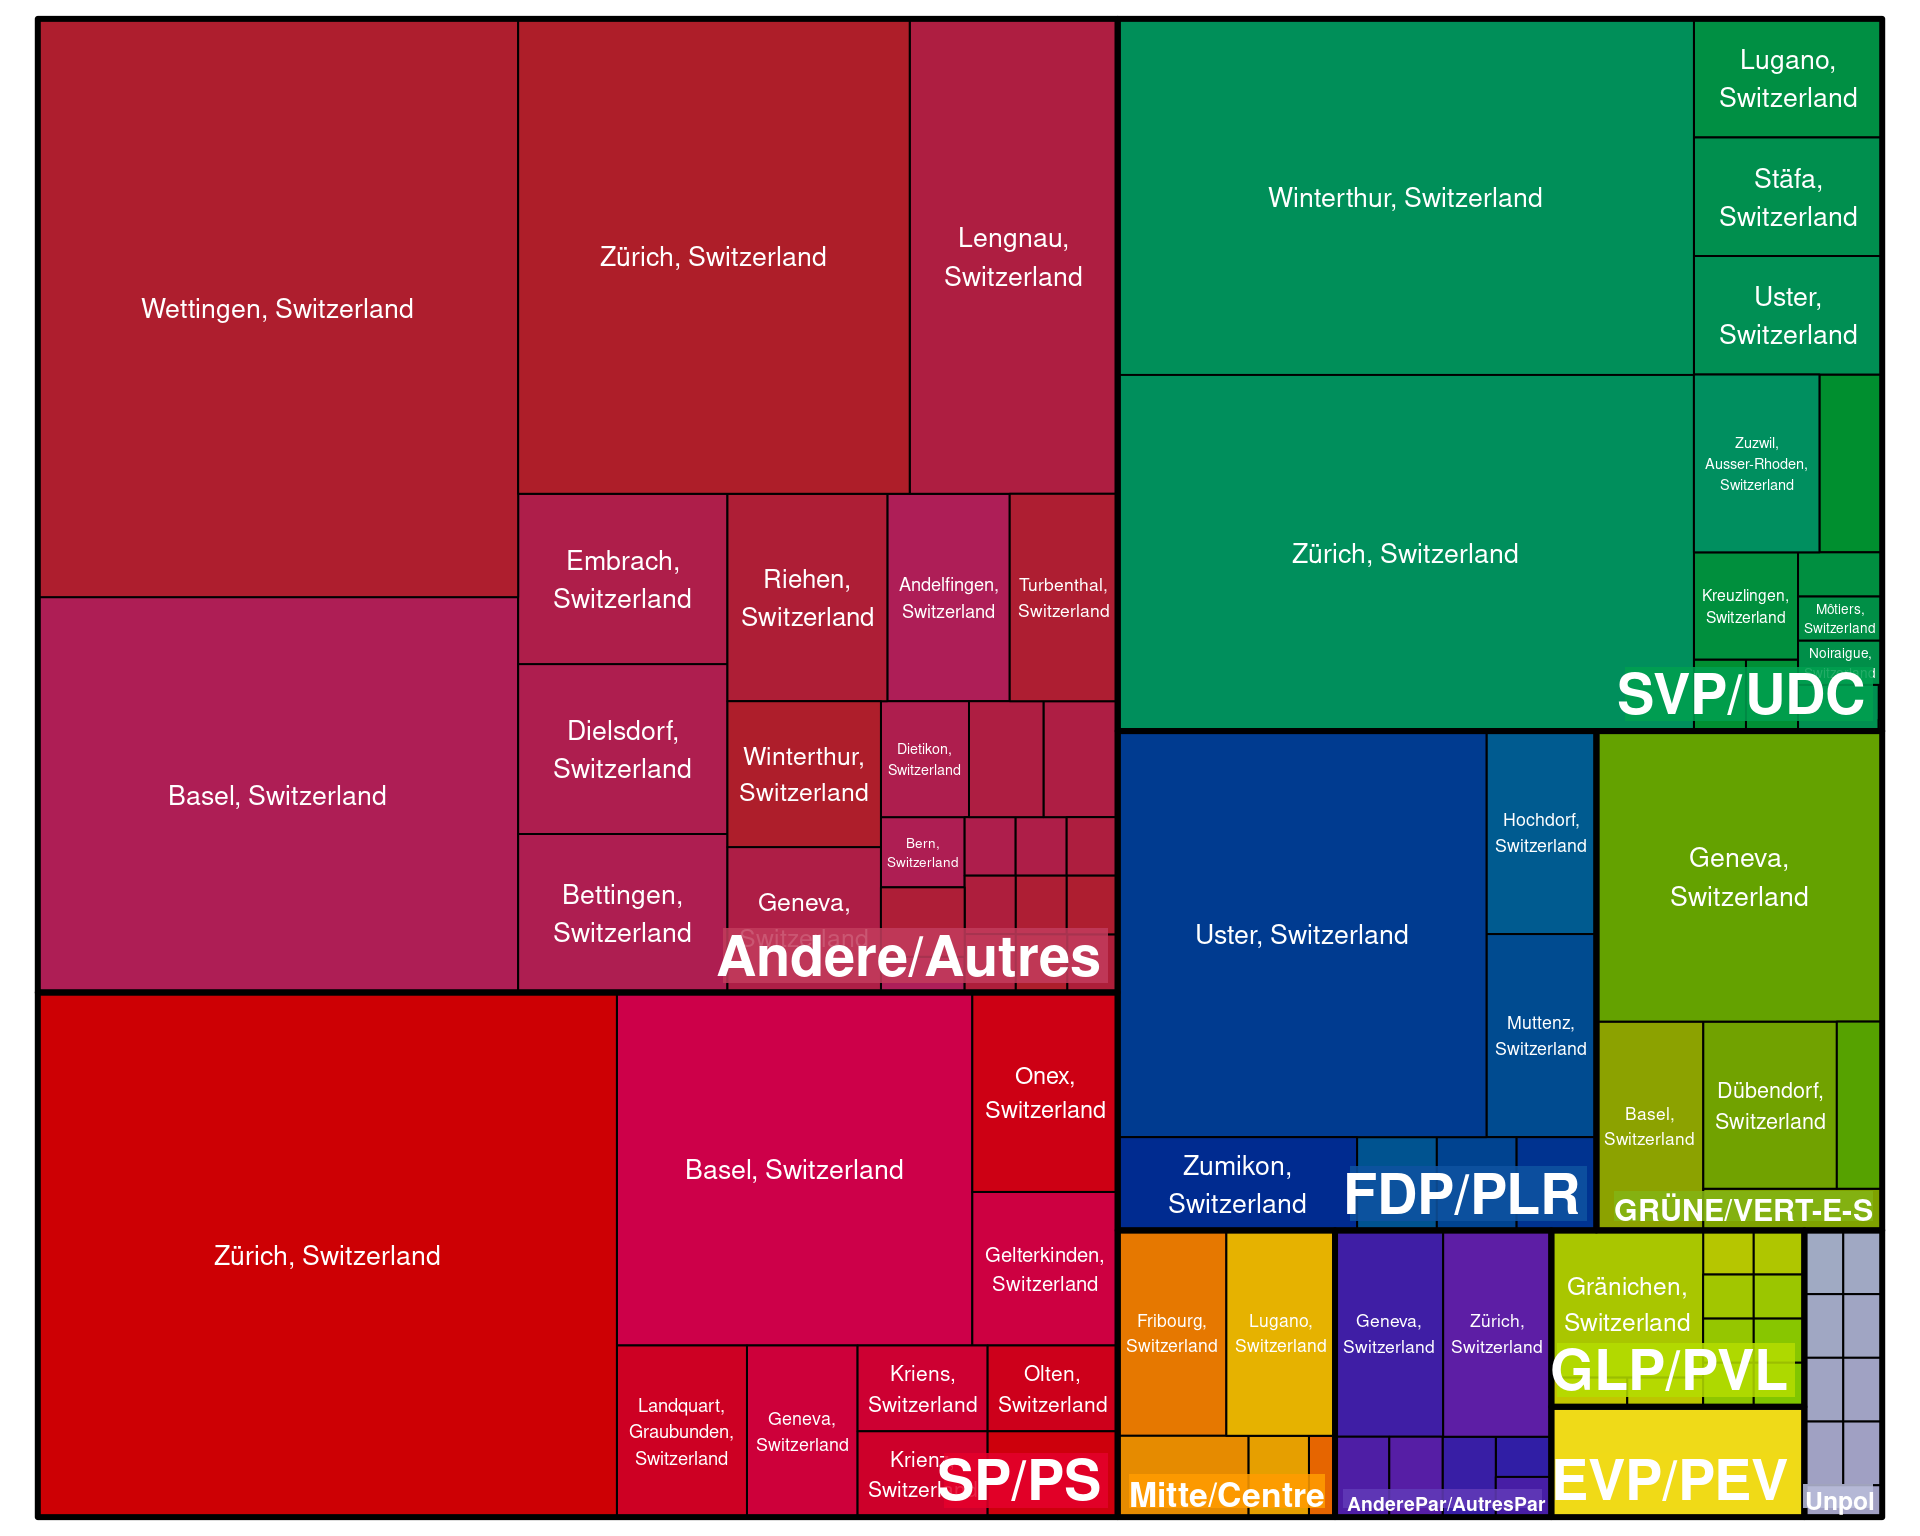 Wettingen, Switzerland
Zürich, Switzerland
Lengnau,
Switzerland
Basel, Switzerland
Embrach,
Switzerland
Riehen,
Switzerland
Andelfingen,
Switzerland
Turbenthal,
Switzerland
Dielsdorf,
Switzerland
Winterthur,
Switzerland
Dietikon,
Switzerland
Bern,
Switzerland
Bettingen,
Switzerland
Geneva,
Switzerland
Andere/Autres
Winterthur, Switzerland
Lugano,
Switzerland
Stäfa,
Switzerland
Uster,
Switzerland
Zürich, Switzerland
Zuzwil,
Ausser-Rhoden,
Switzerland
Kreuzlingen,
Switzerland
Môtiers,
Switzerland
Noiraigue,
Switzerland
SVP/UDC
Zürich, Switzerland
Basel, Switzerland
Onex,
Switzerland
Gelterkinden,
Switzerland
Landquart,
Graubunden,
Switzerland
Geneva,
Switzerland
Kriens,
Switzerland
Olten,
Switzerland
Krienz
Switzerland
SP/PS
Uster, Switzerland
Hochdorf,
Switzerland
Muttenz,
Switzerland
Zumikon,
Switzerland
FDP/PLR
Geneva,
Switzerland
Basel,
Switzerland
Dübendorf,
Switzerland
GRÜNE/VERT-E-S
Fribourg,
Switzerland
Lugano,
Switzerland
Mitte/Centre
Geneva,
Switzerland
Zürich,
Switzerland
AnderePar/AutresPar
Gränichen,
Switzerland
GLP/PVL
EVP/PEV
Unpol